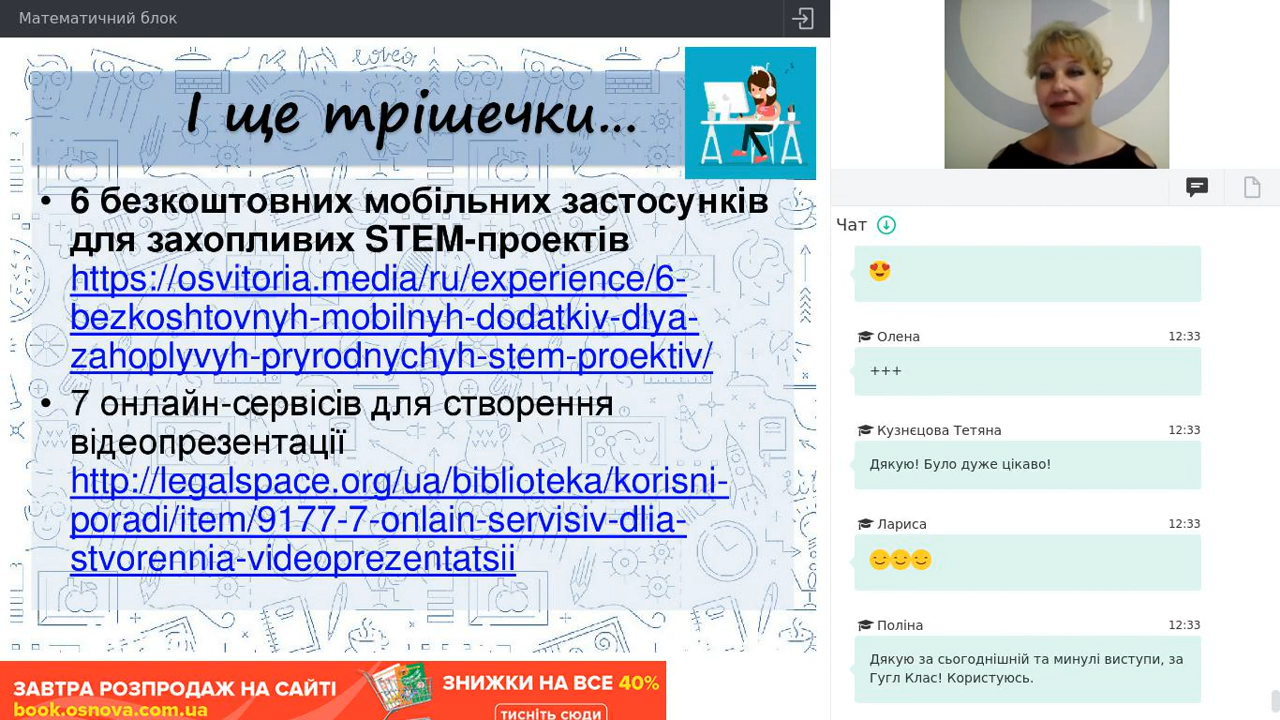 Математичний блок
І ще трішечки...
• 6 безкоштовних мобільних застосунків
для захопливих STEM-проектів
https://osvitoria.media/ru/experience/6-
bezkoshtovnyh-mobilnyh-dodatkiv-dlya-
zahoplyvyh-pryrodnychyh-stem-proektiv/
• 7 онлайн-сервісів для створення
відеопрезентації
http://legalspace.org/ua/biblioteka/korisni-
poradi/item/9177-7-onlain-servisiv-dlia-
stvorennia-videoprezentatsii
ЗАВТРА РОЗПРОДАЖ НА САЙТІ
book.osnova.com.ua
ЗНИЖКИ НА ВСЕ 40%
тисніть сюди
Чат
Олена 12:33
+++
Кузнєцова Тетяна 12:33
Дякую! Було дуже цікаво!
Лариса 12:33
Поліна 12:33
Дякую за сьогоднішній та минулі виступи, за
Гугл Клас! Користуюсь.